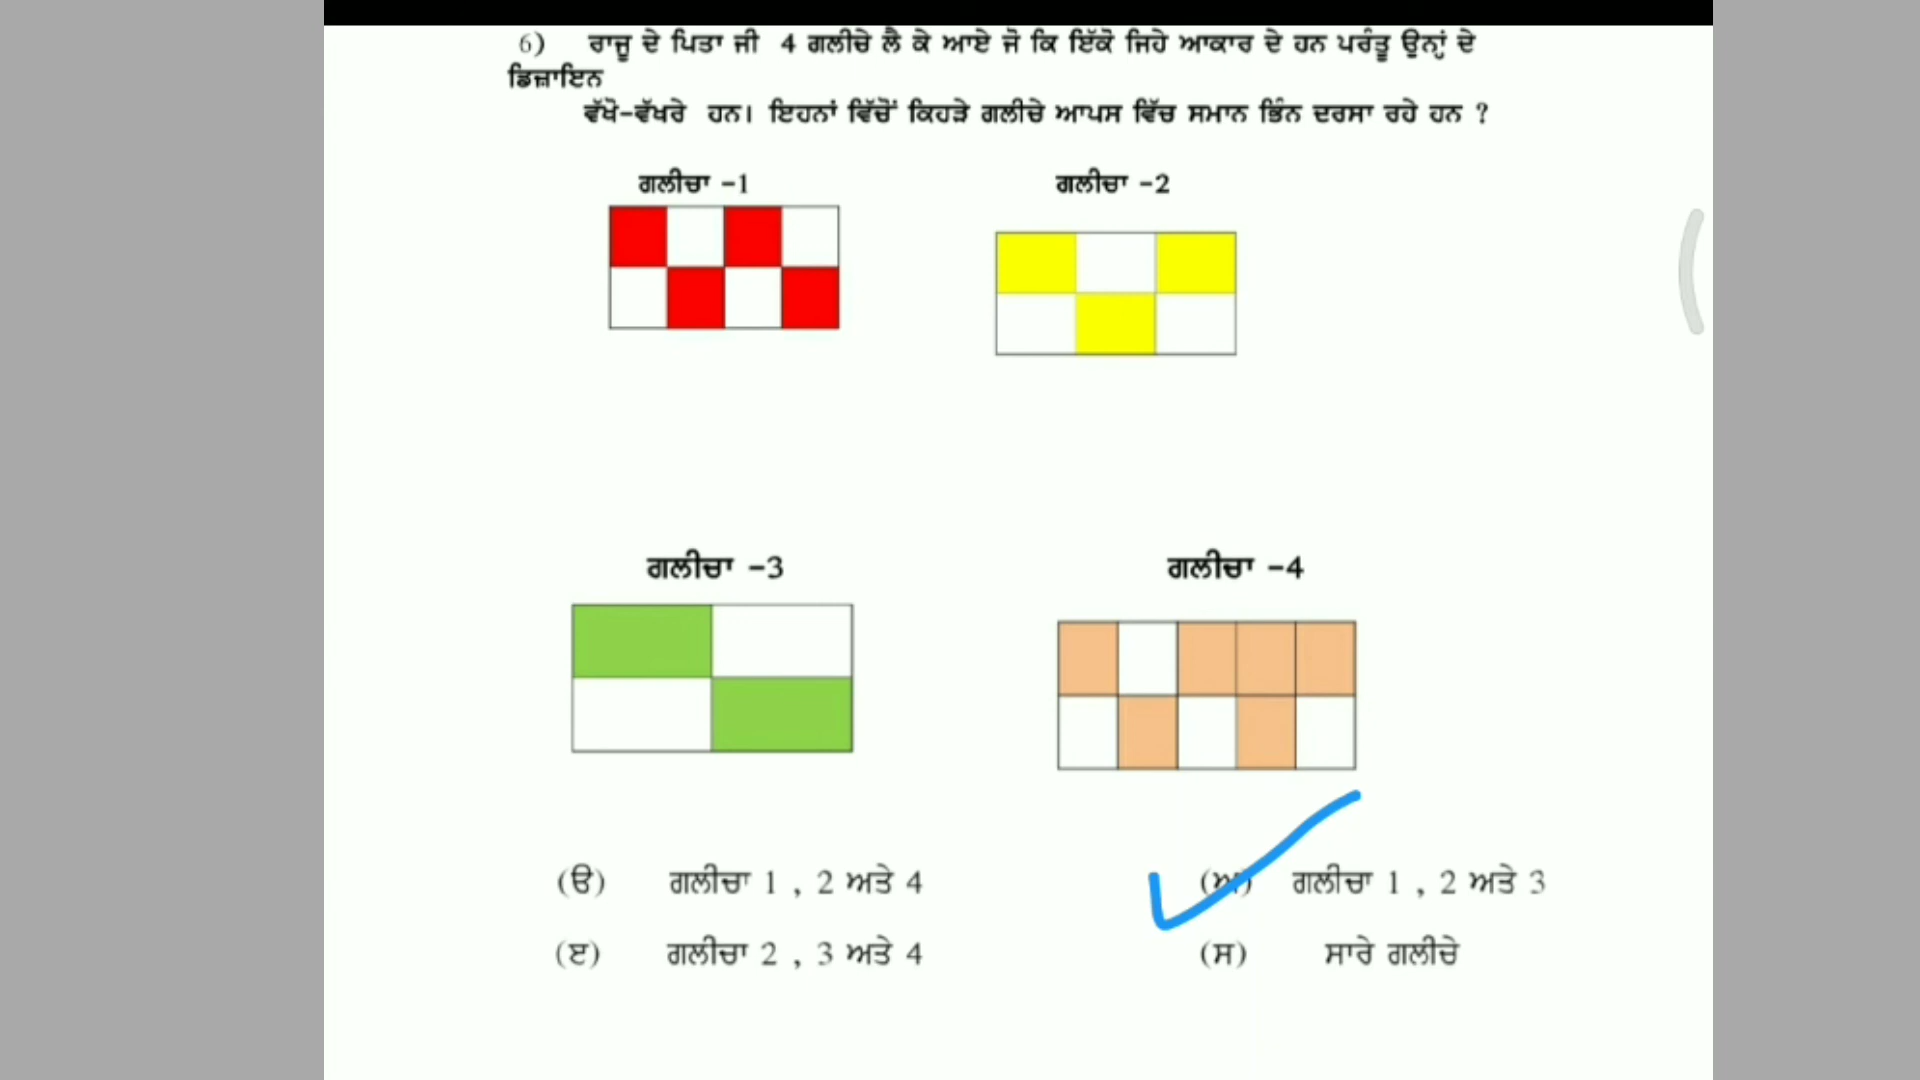 6) ਰਾਜੂ ਦੇ ਪਿਤਾ ਜੀ 4 ਗਲੀਚੇ ਲੈ ਕੇ ਆਏ ਜੋ ਕਿ ਇੱਕੋ ਜਿਹੇ ਆਕਾਰ ਦੇ ਹਨ ਪਰੰਤੂ ਉਨ੍ਹਾਂ ਦੇ
ਡਿਜ਼ਾਇਨ
ਵੱਖੋ-ਵੱਖਰੇ ਹਨ। ਇਹਨਾਂ ਵਿੱਚੋਂ ਕਿਹੜੇ ਗਲੀਚੇ ਆਪਸ ਵਿੱਚ ਸਮਾਨ ਭਿੰਨ ਦਰਸਾ ਰਹੇ ਹਨ ?
ਗਲੀਚਾ -1 ਗਲੀਚਾ -2
ਗਲੀਚਾ -3 ਗਲੀਚਾ -4
(ੳ) ਗਲੀਚਾ 1 , 2 ਅਤੇ 4 (ਅ) ਗਲੀਚਾ 1 , 2 ਅਤੇ 3
(ੲ) ਗਲੀਚਾ 2 , 3 ਅਤੇ 4 (ਸ) ਸਾਰੇ ਗਲੀਚੇ